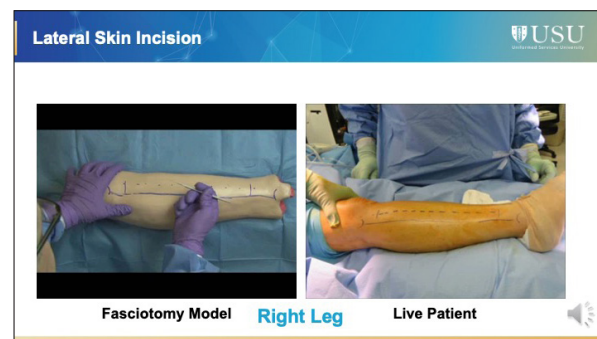 Lateral Skin Incision
USU
Uniformed Services University
Fasciotomy Model
Right Leg
Live Patient